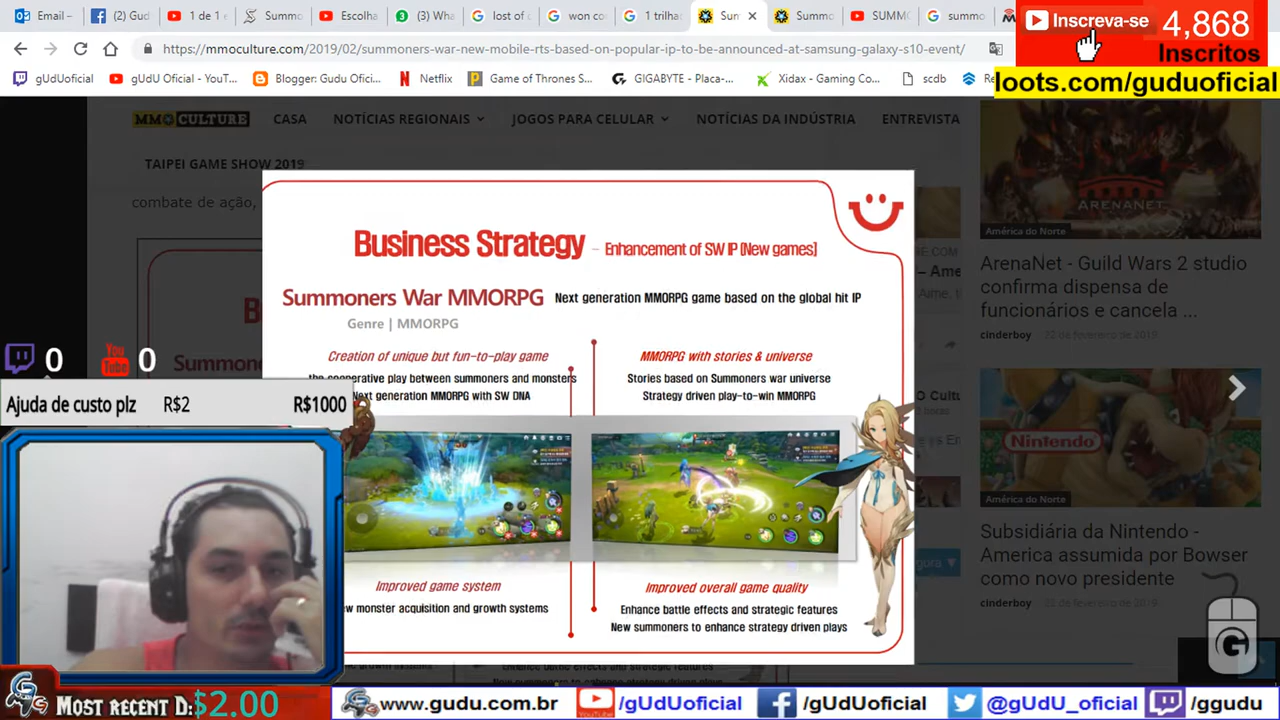 Email –
(2) Gud
1 de 1 e
Summo
Escolha
(3) Wha
lost of c
won co
1 trilha
Sun
Summo
SUMMO
summo
Inscreva-se
4,868
Inscritos
https://mmoculture.com/2019/02/summoners-war-new-mobile-rts-based-on-popular-ip-to-be-announced-at-samsung-galaxy-s10-event/
gUdUoficial
gUdU Oficial - YouT...
Blogger: Gudu Ofici...
Netflix
Game of Thrones S...
GIGABYTE - Placa-...
Xidax - Gaming Co...
scdb
loots.com/guduoficial
MMOCULTURE
CASA
NOTÍCIAS REGIONAIS
JOGOS PARA CELULAR
NOTÍCIAS DA INDÚSTRIA
ENTREVISTA
TAIPEI GAME SHOW 2019
combate de ação,
ARENANET
América do Norte
ArenaNet - Guild Wars 2 studio
confirma dispensa de
funcionários e cancela ...
cinderboy
22 de fevereiro de 2019
Business Strategy – Enhancement of SW IP (New games)
Summoners War MMORPG
Next generation MMORPG game based on the global hit IP
Genre | MMORPG
Creation of unique but fun-to-play game
the cooperative play between summoners and monsters
Next generation MMORPG with SW DNA
MMORPG with stories & universe
Stories based on Summoners war universe
Strategy driven play-to-win MMORPG
0
You
Tube
0
Ajuda de custo plz
R$2
R$1000
Nintendo
América do Norte
Subsidiária da Nintendo -
America assumida por Bowser
como novo presidente
cinderboy
22 de fevereiro de 2019
Improved game system
monster acquisition and growth systems
Improved overall game quality
Enhance battle effects and strategic features
New summoners to enhance strategy driven plays
G
Most recent D: $2.00
www.gudu.com.br
YouTube
/gUdUoficial
/gUdUoficial
@gUdU_oficial
/ggudu